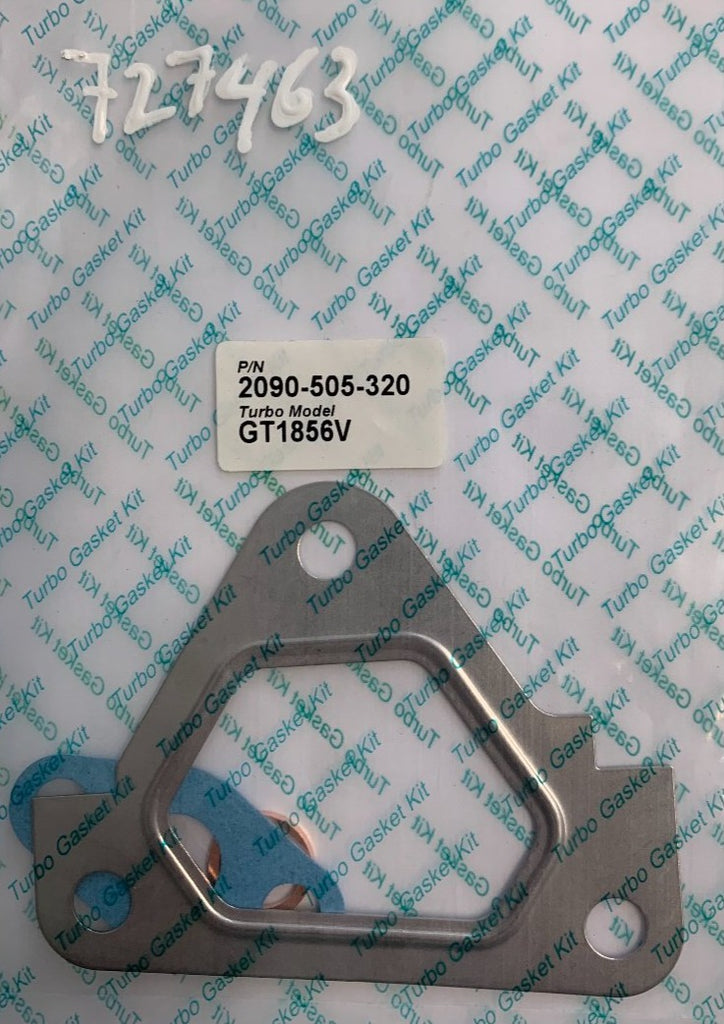 727463
P/N
2090-505-320
Turbo Model
GT1856V
Turbo Gasket Kit